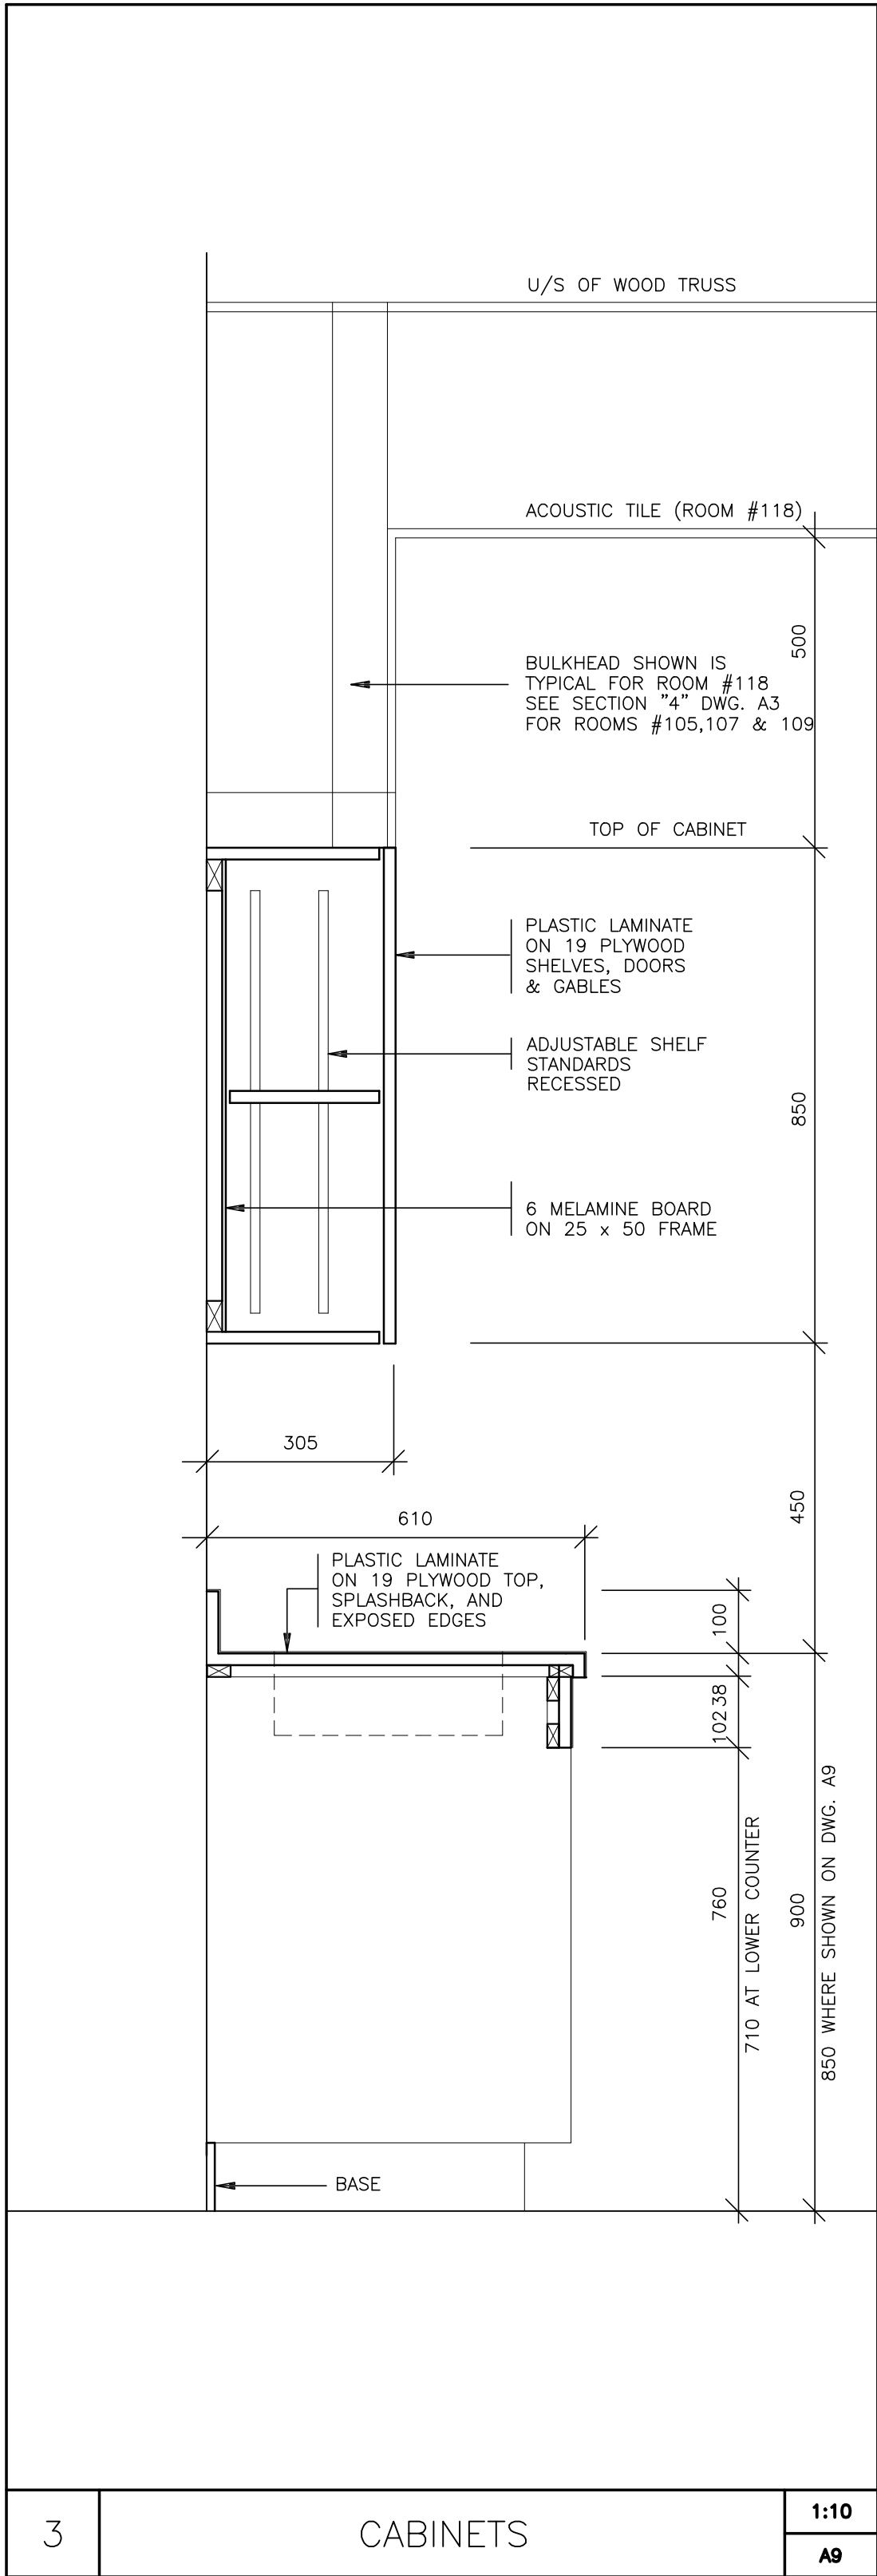 U/S OF WOOD TRUSS
ACOUSTIC TILE (ROOM #118)
500
BULKHEAD SHOWN IS
TYPICAL FOR ROOM #118
SEE SECTION "4" DWG. A3
FOR ROOMS #105,107 & 109
TOP OF CABINET
PLASTIC LAMINATE
ON 19 PLYWOOD
SHELVES, DOORS
& GABLES
ADJUSTABLE SHELF
STANDARDS
RECESSED
850
6 MELAMINE BOARD
ON 25 x 50 FRAME
305
450
610
PLASTIC LAMINATE
ON 19 PLYWOOD TOP,
SPLASHBACK, AND
EXPOSED EDGES
100
38
102
760
710 AT LOWER COUNTER
900
850 WHERE SHOWN ON DWG. A9
BASE
3
CABINETS
1:10
A9